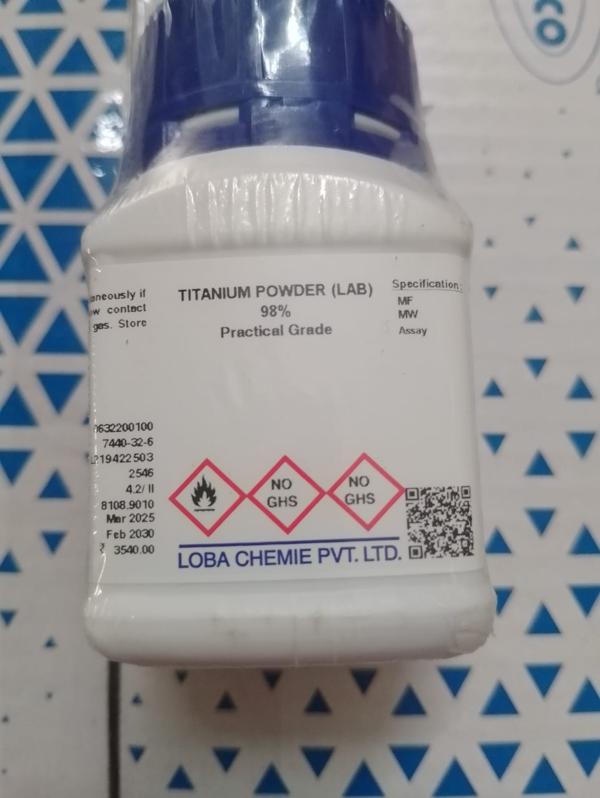 CO
TITANIUM POWDER (LAB)
98%
Practical Grade
Specification
MF
MW
Assay
aneously if
contact
gas. Store
0632200100
7440-32-6
219422503
2546
4.2/ II
8108.9010
Mar 2025
Feb 2030
₹ 3540.00
NO
GHS
NO
GHS
LOBA CHEMIE PVT. LTD.